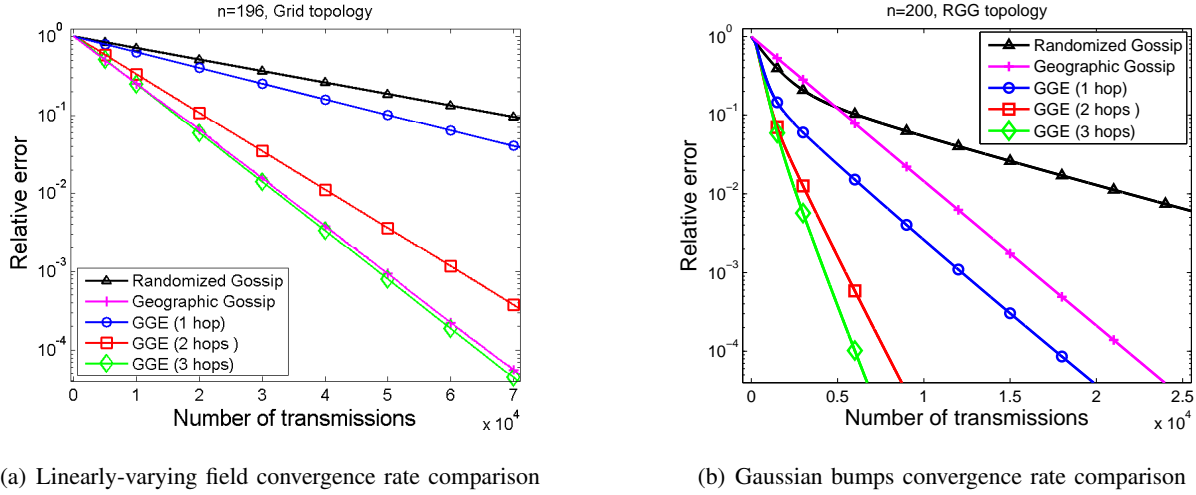 n=196, Grid topology
Relative error
10^0
10^-1
10^-2
10^-3
10^-4
Randomized Gossip
Geographic Gossip
GGE (1 hop)
GGE (2 hops )
GGE (3 hops)
0 1 2 3 4 5 6 7
Number of transmissions
x 10^4
(a) Linearly-varying field convergence rate comparison
n=200, RGG topology
Relative error
10^0
10^-1
10^-2
10^-3
10^-4
Randomized Gossip
Geographic Gossip
GGE (1 hop)
GGE (2 hops )
GGE (3 hops)
0 0.5 1 1.5 2 2.5
Number of transmissions
x 10^4
(b) Gaussian bumps convergence rate comparison